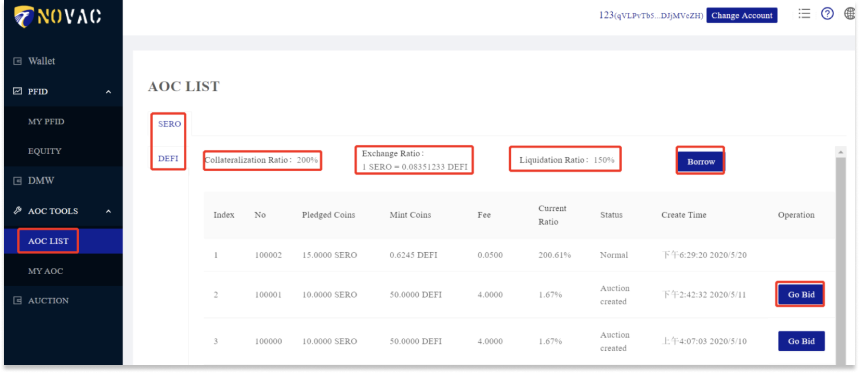 NOVAC
123(qVLPvTb5...DJjMVcZH) Change Account
Wallet
PFID
MY PFID
EQUITY
DMW
AOC TOOLS
AOC LIST
MY AOC
AUCTION
AOC LIST
SERO
DEFI
Collateralization Ratio: 200%
Exchange Ratio:
1 SERO = 0.08351233 DEFI
Liquidation Ratio: 150%
Borrow
Index No Pledged Coins Mint Coins Fee Current Ratio Status Create Time Operation
1 100002 15.0000 SERO 0.6245 DEFI 0.0500 200.61% Normal 下午6:29:20 2020/5/20
2 100001 10.0000 SERO 50.0000 DEFI 4.0000 1.67% Auction created 下午2:42:32 2020/5/11 Go Bid
3 100000 10.0000 SERO 50.0000 DEFI 4.0000 1.67% Auction created 上午4:07:03 2020/5/10 Go Bid